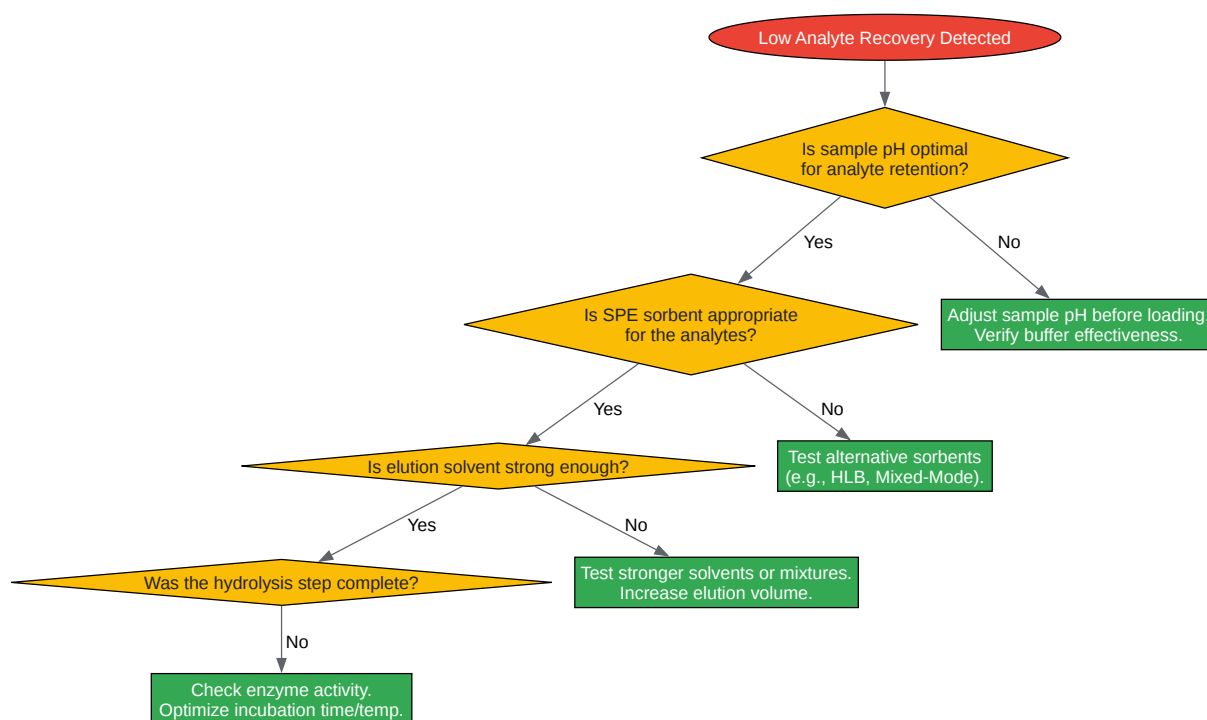 Low Analyte Recovery Detected
Is sample pH optimal
for analyte retention?
Yes
No
Is SPE sorbent appropriate
for the analytes?
Adjust sample pH before loading.
Verify buffer effectiveness.
Yes
No
Is elution solvent strong enough?
Test alternative sorbents
(e.g., HLB, Mixed-Mode).
Yes
No
Was the hydrolysis step complete?
Test stronger solvents or mixtures.
Increase elution volume.
No
Check enzyme activity.
Optimize incubation time/temp.